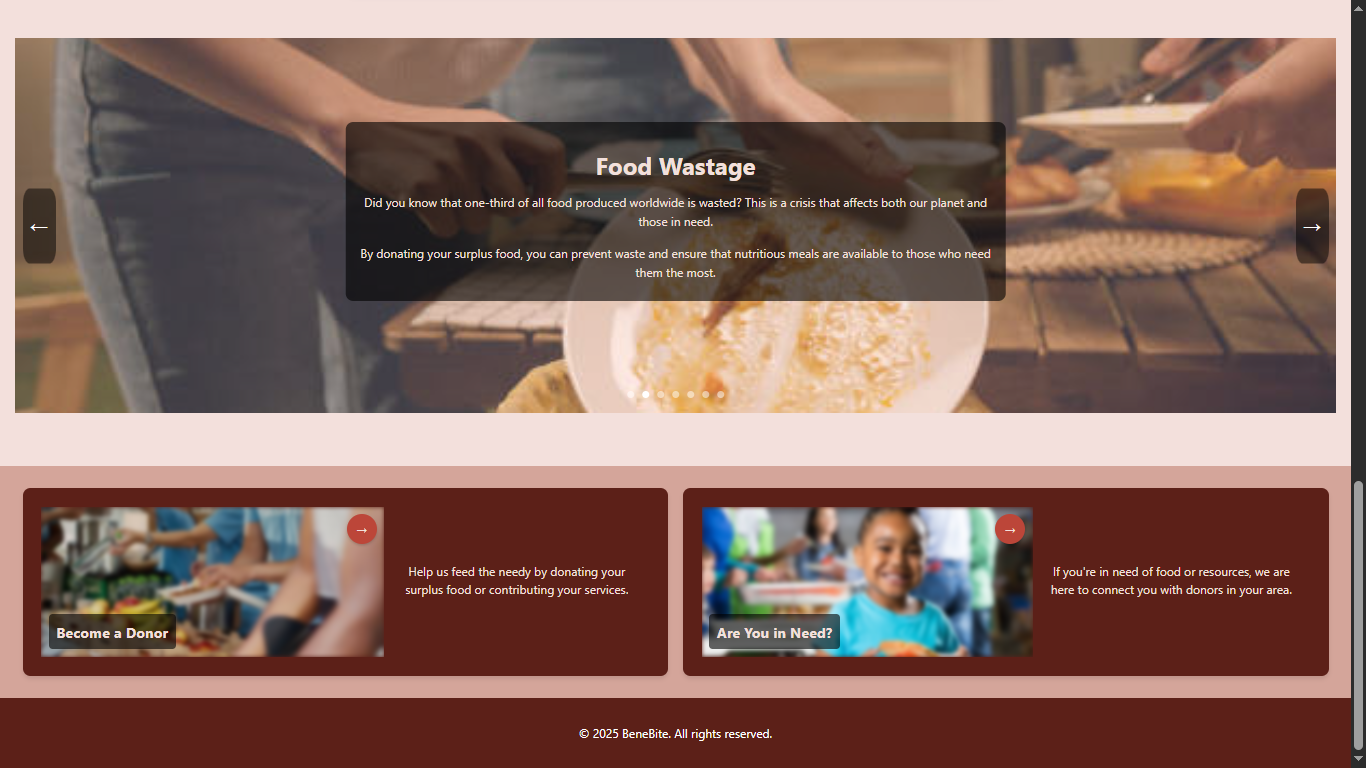 Food Wastage
Did you know that one-third of all food produced worldwide is wasted? This is a crisis that affects both our planet and
those in need.
By donating your surplus food, you can prevent waste and ensure that nutritious meals are available to those who need
them the most.
←
→
→
Become a Donor
Help us feed the needy by donating your
surplus food or contributing your services.
→
Are You in Need?
If you're in need of food or resources, we are
here to connect you with donors in your area.
© 2025 BeneBite. All rights reserved.